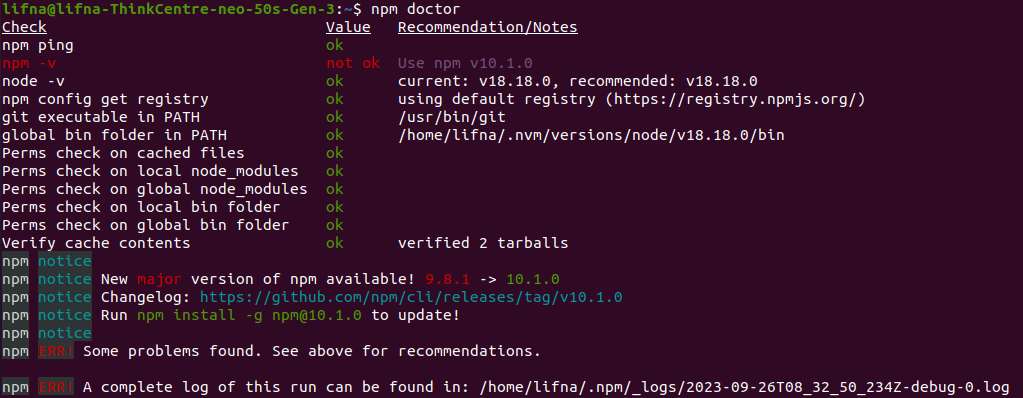 lifna@lifna-ThinkCentre-neo-50s-Gen-3:~$ npm doctor
Check Value Recommendation/Notes
npm ping ok
npm -v not ok Use npm v10.1.0
node -v ok current: v18.18.0, recommended: v18.18.0
npm config get registry ok using default registry (https://registry.npmjs.org/)
git executable in PATH ok /usr/bin/git
global bin folder in PATH ok /home/lifna/.nvm/versions/node/v18.18.0/bin
Perms check on cached files ok
Perms check on local node_modules ok
Perms check on global node_modules ok
Perms check on local bin folder ok
Perms check on global bin folder ok
Verify cache contents ok verified 2 tarballs
npm notice
npm notice New major version of npm available! 9.8.1 -> 10.1.0
npm notice Changelog: https://github.com/npm/cli/releases/tag/v10.1.0
npm notice Run npm install -g npm@10.1.0 to update!
npm notice
npm ERR! Some problems found. See above for recommendations.
npm ERR! A complete log of this run can be found in: /home/lifna/.npm/_logs/2023-09-26T08_32_50_234Z-debug-0.log